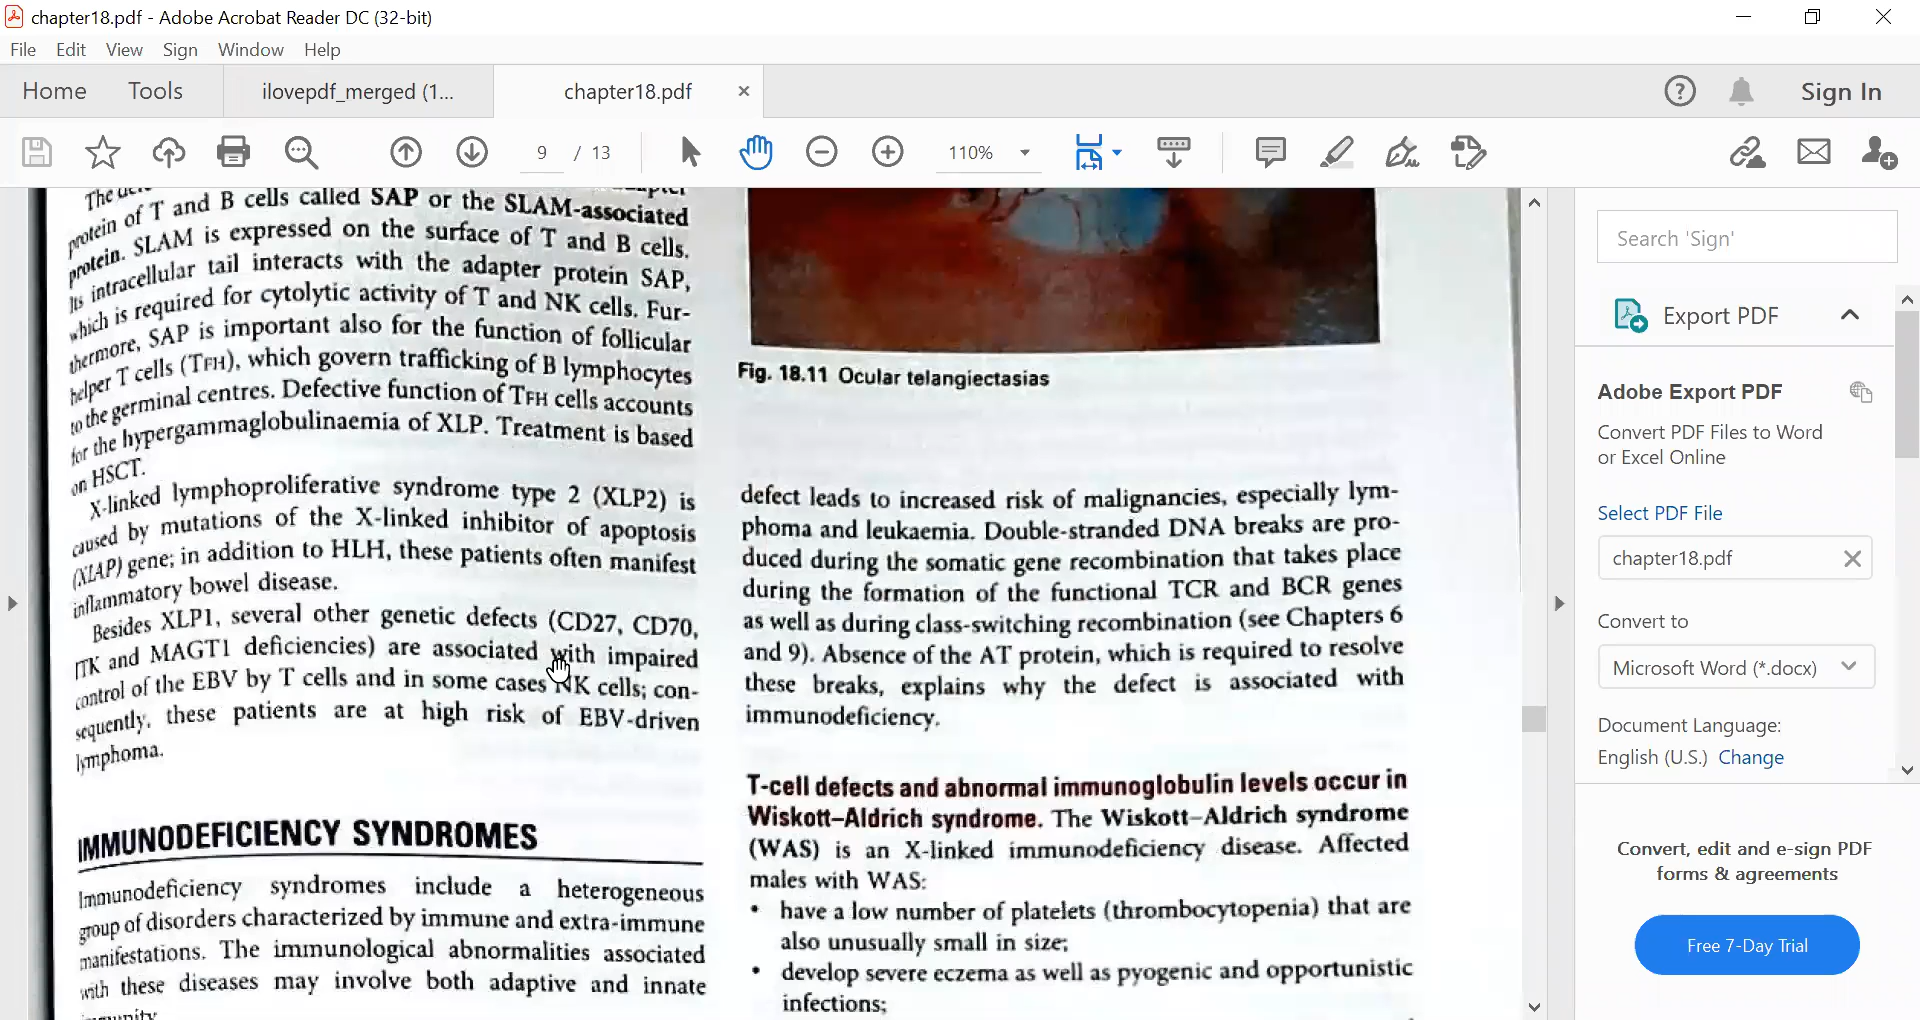 chapter18.pdf - Adobe Acrobat Reader DC (32-bit)
File Edit View Sign Window Help
Home Tools ilovepdf_merged (1... chapter18.pdf
Sign In
9 / 13 110%
protein of T and B cells called SAP or the SLAM-associated
protein. SLAM is expressed on the surface of T and B cells.
Its intracellular tail interacts with the adapter protein SAP,
which is required for cytolytic activity of T and NK cells. Fur-
thermore, SAP is important also for the function of follicular
helper T cells (TFH), which govern trafficking of B lymphocytes
to the germinal centres. Defective function of TFH cells accounts
for the hypergammaglobulinaemia of XLP. Treatment is based
on HSCT.
X-linked lymphoproliferative syndrome type 2 (XLP2) is
caused by mutations of the X-linked inhibitor of apoptosis
(XIAP) gene; in addition to HLH, these patients often manifest
inflammatory bowel disease.
Besides XLP1, several other genetic defects (CD27, CD70,
ITK and MAGT1 deficiencies) are associated with impaired
control of the EBV by T cells and in some cases NK cells; con-
sequently, these patients are at high risk of EBV-driven
lymphoma.
IMMUNODEFICIENCY SYNDROMES
Immunodeficiency syndromes include a heterogeneous
group of disorders characterized by immune and extra-immune
manifestations. The immunological abnormalities associated
with these diseases may involve both adaptive and innate
Fig. 18.11 Ocular telangiectasias
defect leads to increased risk of malignancies, especially lym-
phoma and leukaemia. Double-stranded DNA breaks are pro-
duced during the somatic gene recombination that takes place
during the formation of the functional TCR and BCR genes
as well as during class-switching recombination (see Chapters 6
and 9). Absence of the AT protein, which is required to resolve
these breaks, explains why the defect is associated with
immunodeficiency.
T-cell defects and abnormal immunoglobulin levels occur in
Wiskott–Aldrich syndrome. The Wiskott–Aldrich syndrome
(WAS) is an X-linked immunodeficiency disease. Affected
males with WAS:
• have a low number of platelets (thrombocytopenia) that are
also unusually small in size;
• develop severe eczema as well as pyogenic and opportunistic
infections;
Search 'Sign'
Export PDF
Adobe Export PDF
Convert PDF Files to Word
or Excel Online
Select PDF File
chapter18.pdf
Convert to
Microsoft Word (*.docx)
Document Language:
English (U.S.) Change
Convert, edit and e-sign PDF
forms & agreements
Free 7-Day Trial